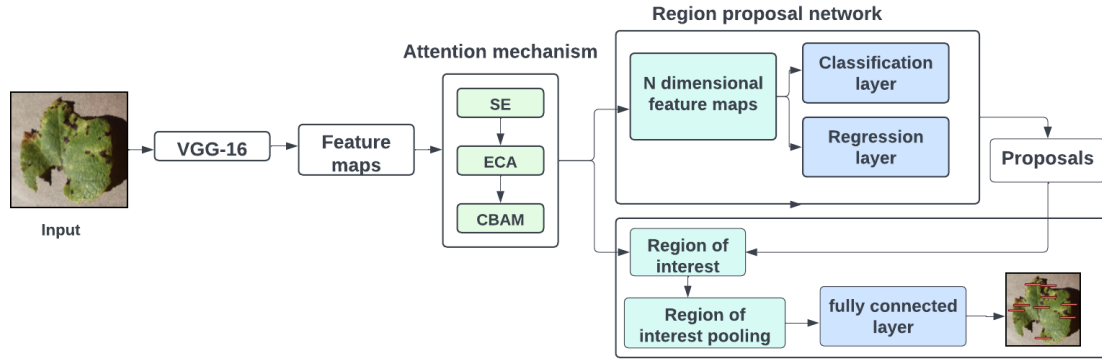 Region proposal network
Attention mechanism
Input
VGG-16
Feature
maps
SE
ECA
CBAM
N dimensional
feature maps
Classification
layer
Regression
layer
Proposals
Region of
interest
Region of
interest pooling
fully connected
layer